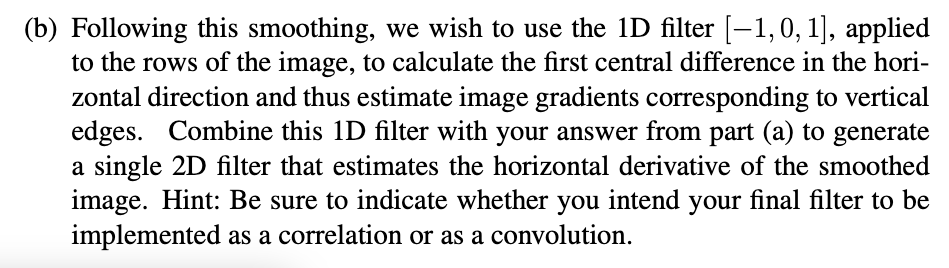 (b) Following this smoothing, we wish to use the 1D filter [−1, 0, 1], applied
to the rows of the image, to calculate the first central difference in the hori-
zontal direction and thus estimate image gradients corresponding to vertical
edges. Combine this 1D filter with your answer from part (a) to generate
a single 2D filter that estimates the horizontal derivative of the smoothed
image. Hint: Be sure to indicate whether you intend your final filter to be
implemented as a correlation or as a convolution.